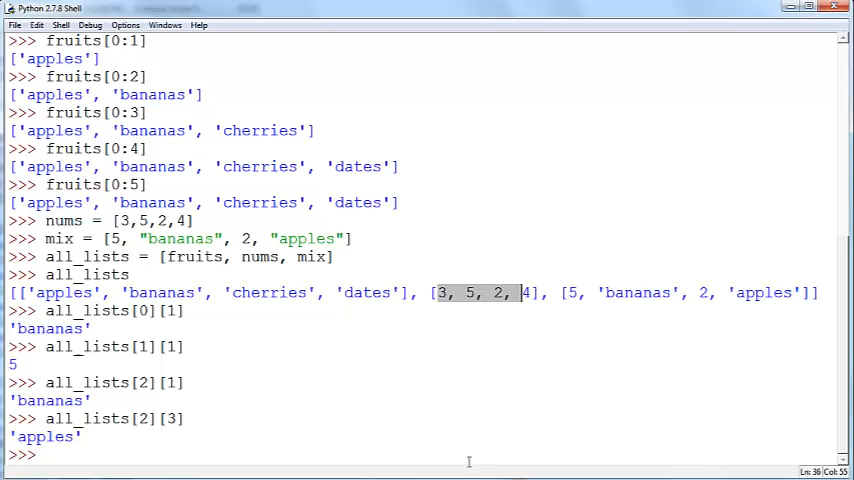 Python 2.7.8 Shell
File Edit Shell Debug Options Windows Help
>>> fruits[0:1]
['apples']
>>> fruits[0:2]
['apples', 'bananas']
>>> fruits[0:3]
['apples', 'bananas', 'cherries']
>>> fruits[0:4]
['apples', 'bananas', 'cherries', 'dates']
>>> fruits[0:5]
['apples', 'bananas', 'cherries', 'dates']
>>> nums = [3,5,2,4]
>>> mix = [5, "bananas", 2, "apples"]
>>> all_lists = [fruits, nums, mix]
>>> all_lists
[['apples', 'bananas', 'cherries', 'dates'], [3, 5, 2, 4], [5, 'bananas', 2, 'apples']]
>>> all_lists[0][1]
'bananas'
>>> all_lists[1][1]
5
>>> all_lists[2][1]
'bananas'
>>> all_lists[2][3]
'apples'
>>>
Ln: 36 Col: 55